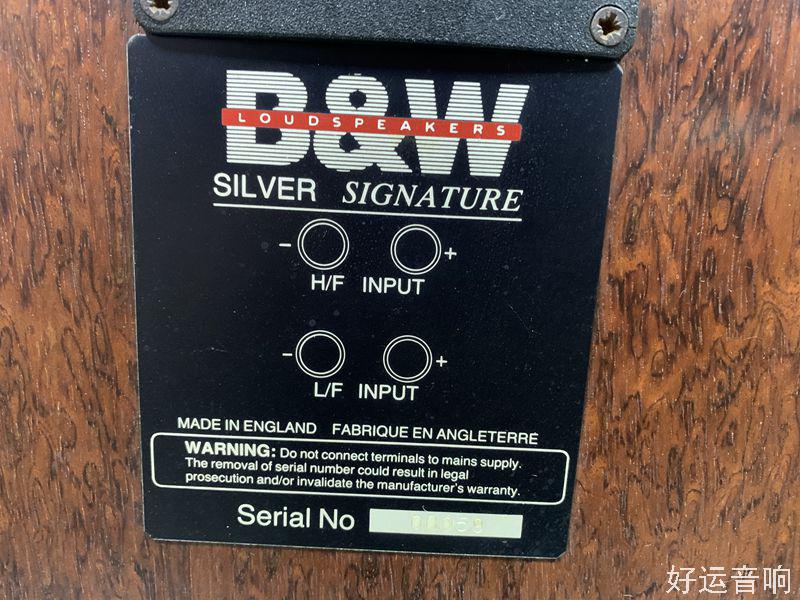 B&W
LOUDSPEAKERS
SILVER SIGNATURE
- +
H/F INPUT
- +
L/F INPUT
MADE IN ENGLAND FABRIQUE EN ANGLETERRE
WARNING: Do not connect terminals to mains supply.
The removal of serial number could result in legal
prosecution and/or invalidate the manufacturer's warranty.
Serial No
好运音响